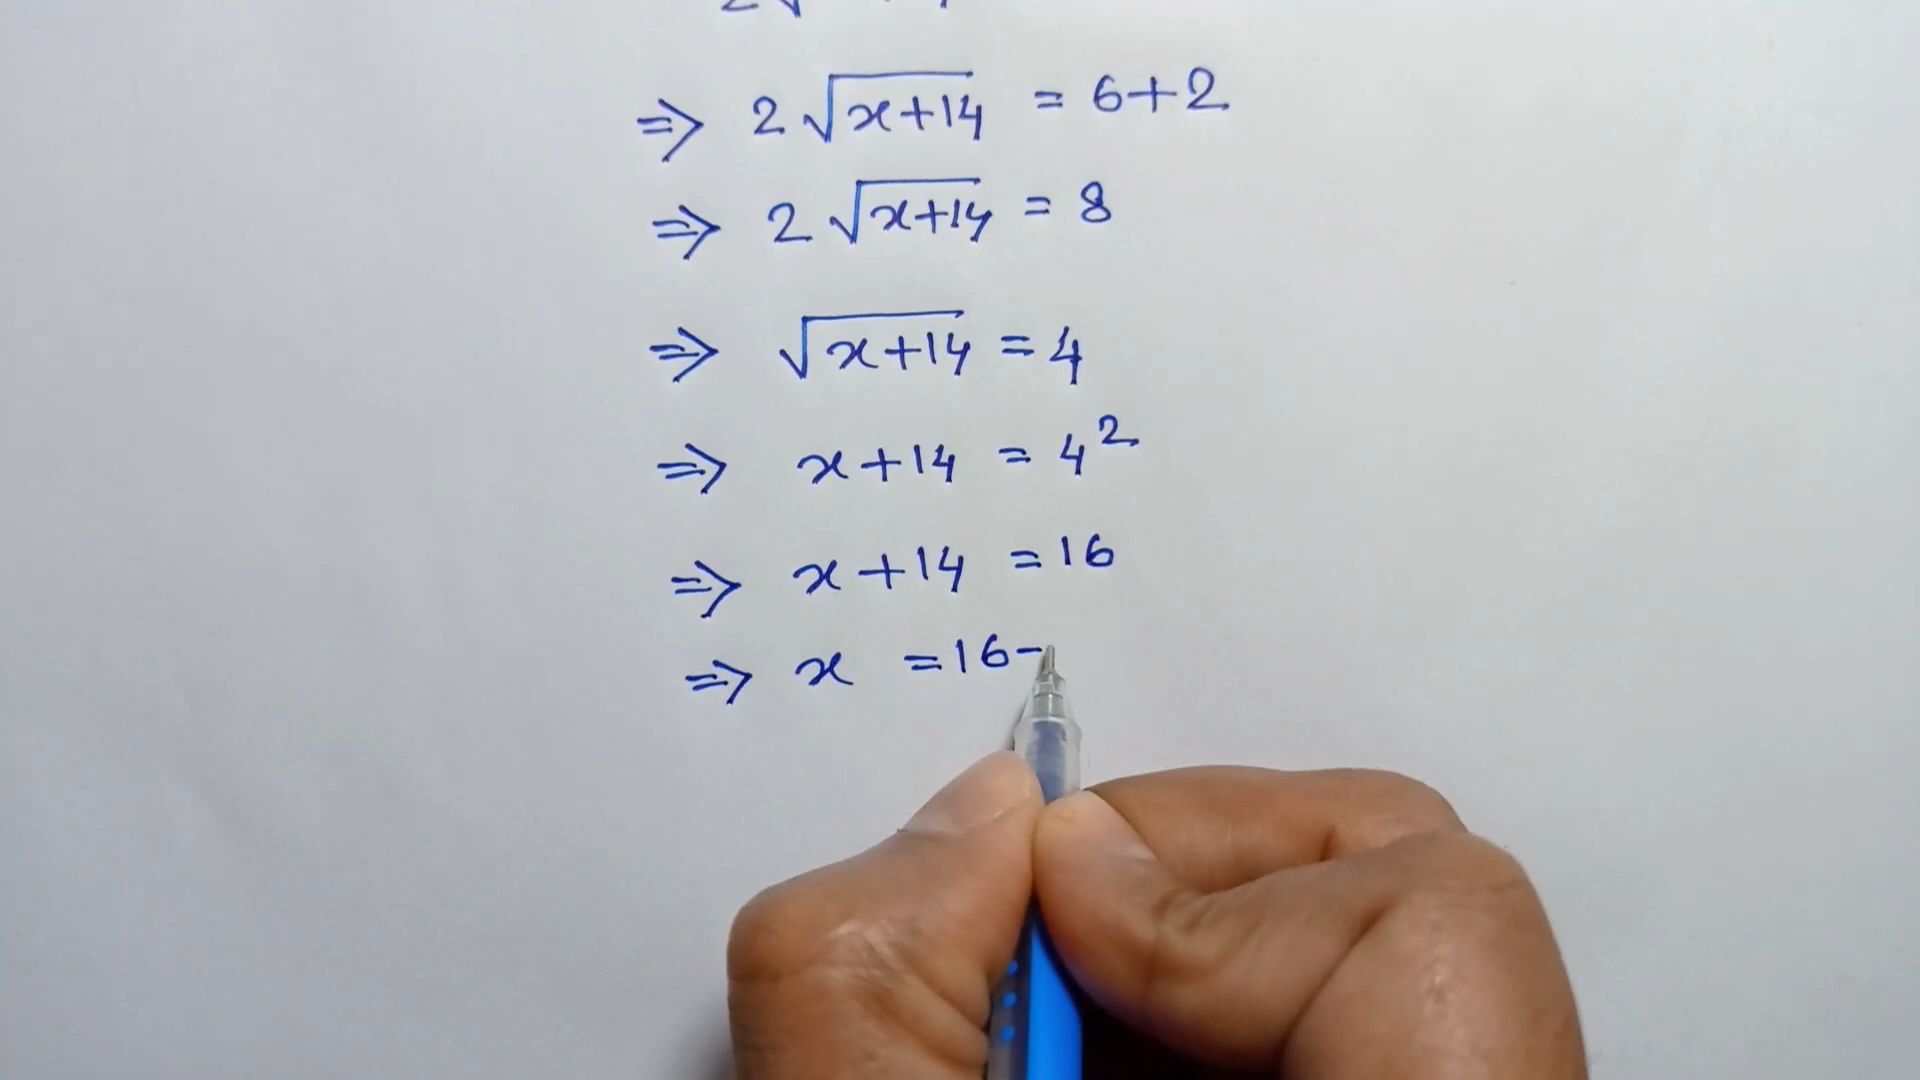 ⇒ 2√(x+14) = 6+2
⇒ 2√(x+14) = 8
⇒ √(x+14) = 4
⇒ x+14 = 4²
⇒ x+14 = 16
⇒ x = 16-